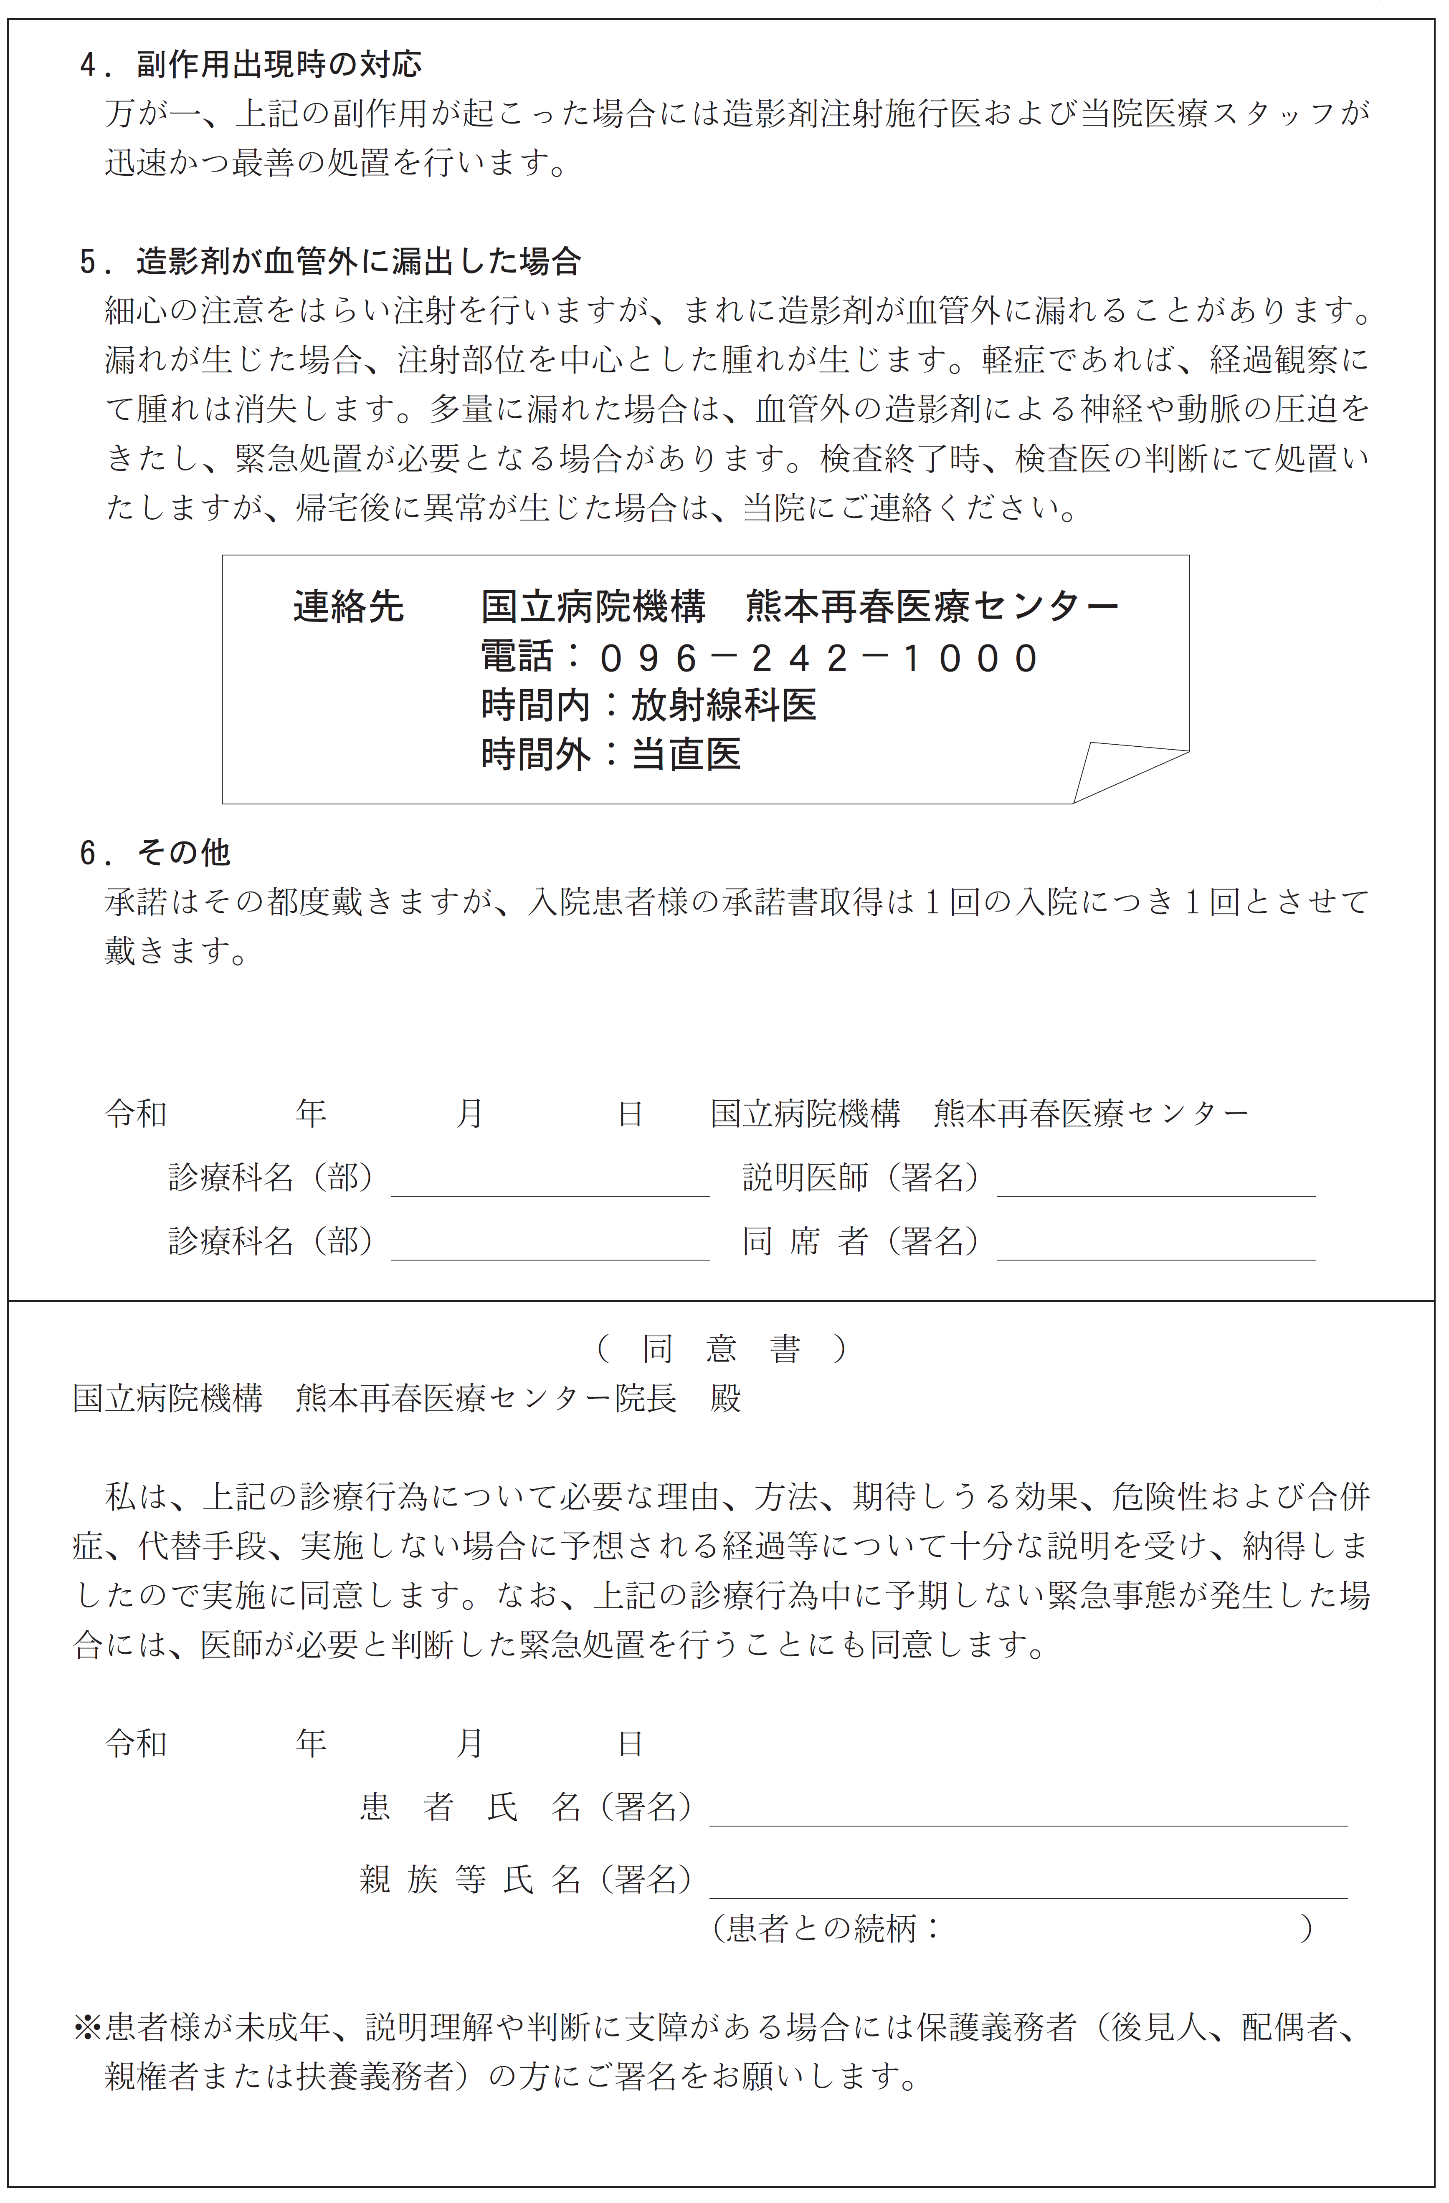 ４．副作用出現時の対応
万が一、上記の副作用が起こった場合には造影剤注射施行医および当院医療スタッフが
迅速かつ最善の処置を行います。
５．造影剤が血管外に漏出した場合
細心の注意をはらい注射を行いますが、まれに造影剤が血管外に漏れることがあります。
漏れが生じた場合、注射部位を中心とした腫れが生じます。軽症であれば、経過観察に
て腫れは消失します。多量に漏れた場合は、血管外の造影剤による神経や動脈の圧迫を
きたし、緊急処置が必要となる場合があります。検査終了時、検査医の判断にて処置い
たしますが、帰宅後に異常が生じた場合は、当院にご連絡ください。
連絡先　国立病院機構　熊本再春医療センター
電話：０９６－２４２－１０００
時間内：放射線科医
時間外：当直医
６．その他
承諾はその都度戴きますが、入院患者様の承諾書取得は１回の入院につき１回とさせて
戴きます。
令和　　　　年　　　　月　　　　日　　国立病院機構　熊本再春医療センター
診療科名（部）　説明医師（署名）
診療科名（部）　同 席 者（署名）
（　同　意　書　）
国立病院機構　熊本再春医療センター院長　殿
私は、上記の診療行為について必要な理由、方法、期待しうる効果、危険性および合併
症、代替手段、実施しない場合に予想される経過等について十分な説明を受け、納得しま
したので実施に同意します。なお、上記の診療行為中に予期しない緊急事態が発生した場
合には、医師が必要と判断した緊急処置を行うことにも同意します。
令和　　　　年　　　　月　　　　日
患　者　氏　名（署名）
親 族 等 氏 名（署名）
（患者との続柄：　　　　　　　　　　　）
※患者様が未成年、説明理解や判断に支障がある場合には保護義務者（後見人、配偶者、
親権者または扶養義務者）の方にご署名をお願いします。